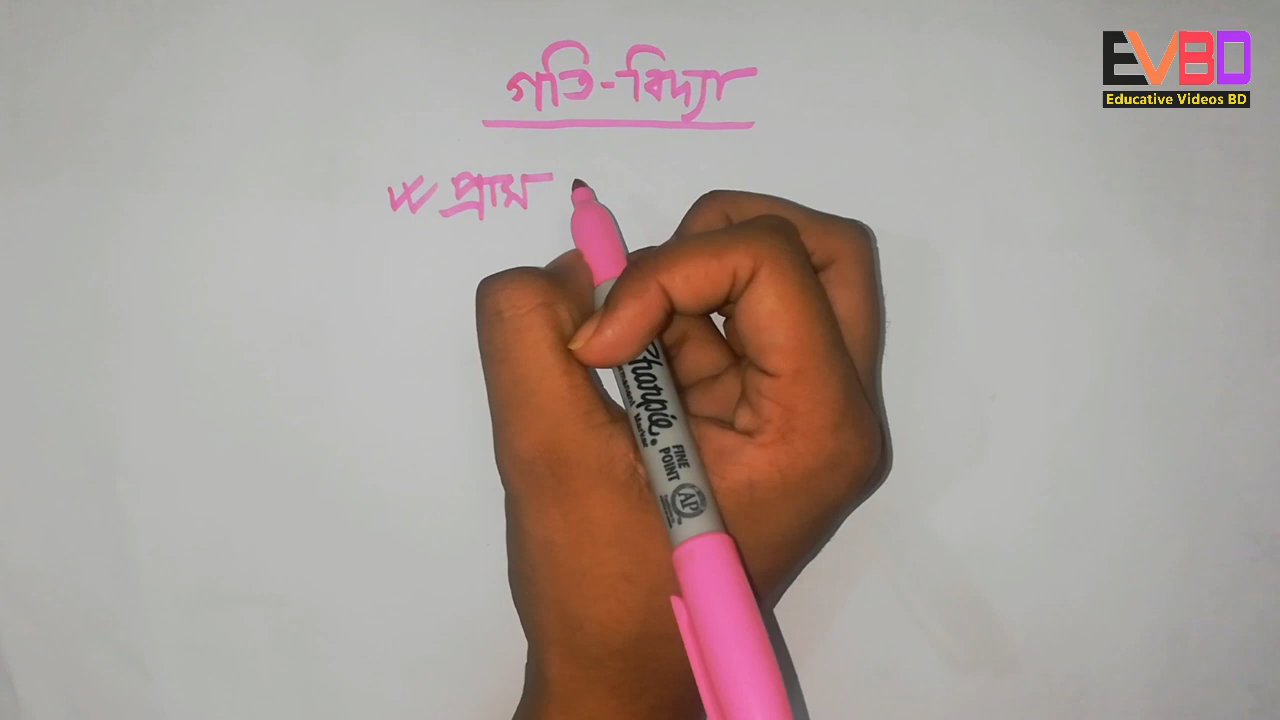 গতি-বিদ্যা
EVBD
Educative Videos BD
প্রাস
Sharpie.
FINE
POINT
AP